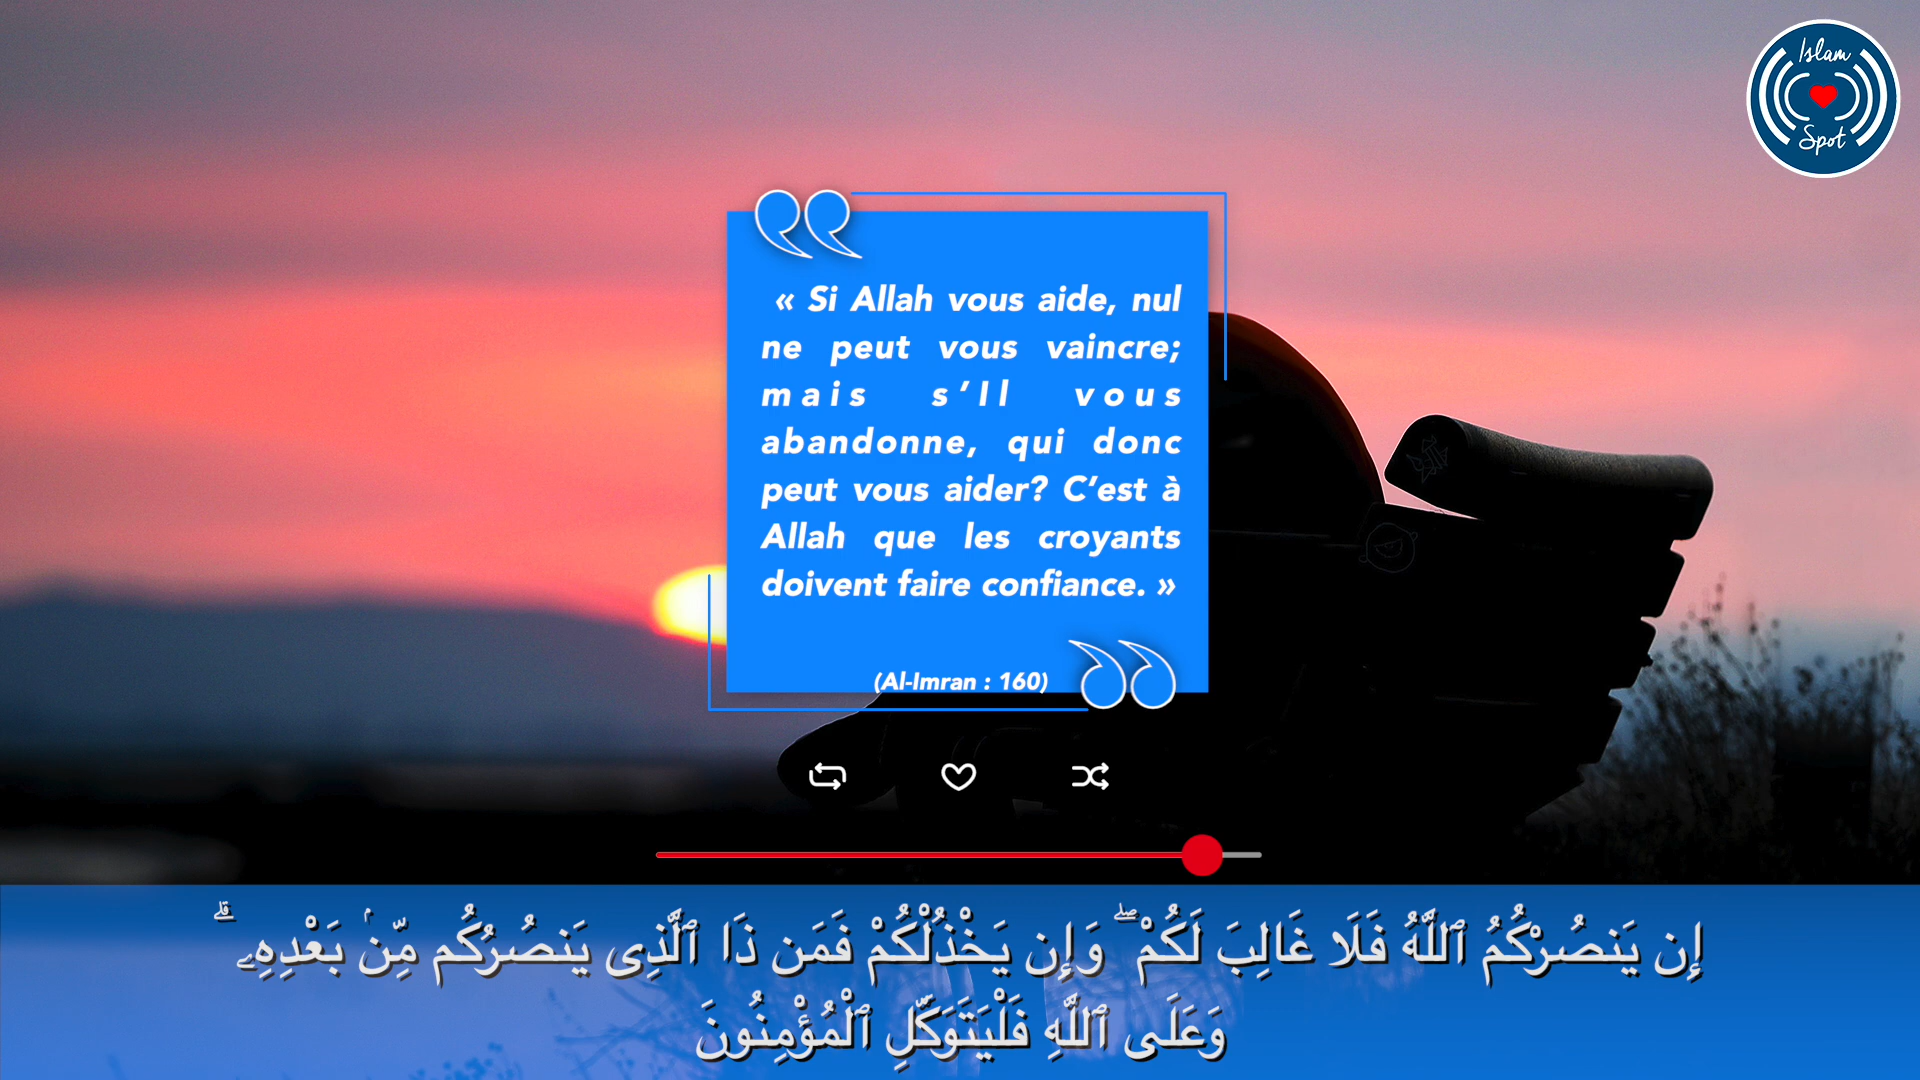 Islam
Spot
« Si Allah vous aide, nul
ne peut vous vaincre;
mais s’Il vous
abandonne, qui donc
peut vous aider? C’est à
Allah que les croyants
doivent faire confiance. »
(Al-Imran : 160)
إِن يَنصُرْكُمُ ٱللَّهُ فَلَا غَالِبَ لَكُمْ ۖ وَإِن يَخْذُلْكُمْ فَمَن ذَا ٱلَّذِى يَنصُرُكُم مِّنۢ بَعْدِهِۦ ۗ
وَعَلَى ٱللَّهِ فَلْيَتَوَكَّلِ ٱلْمُؤْمِنُونَ